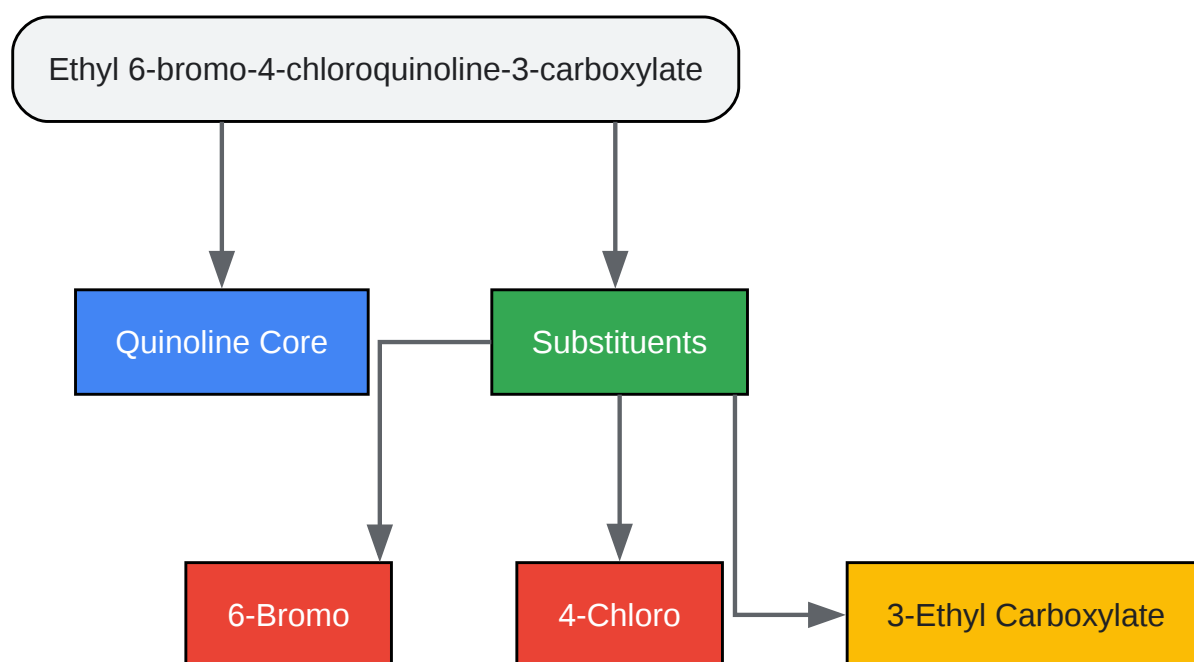 Ethyl 6-bromo-4-chloroquinoline-3-carboxylate
Quinoline Core
Substituents
6-Bromo
4-Chloro
3-Ethyl Carboxylate